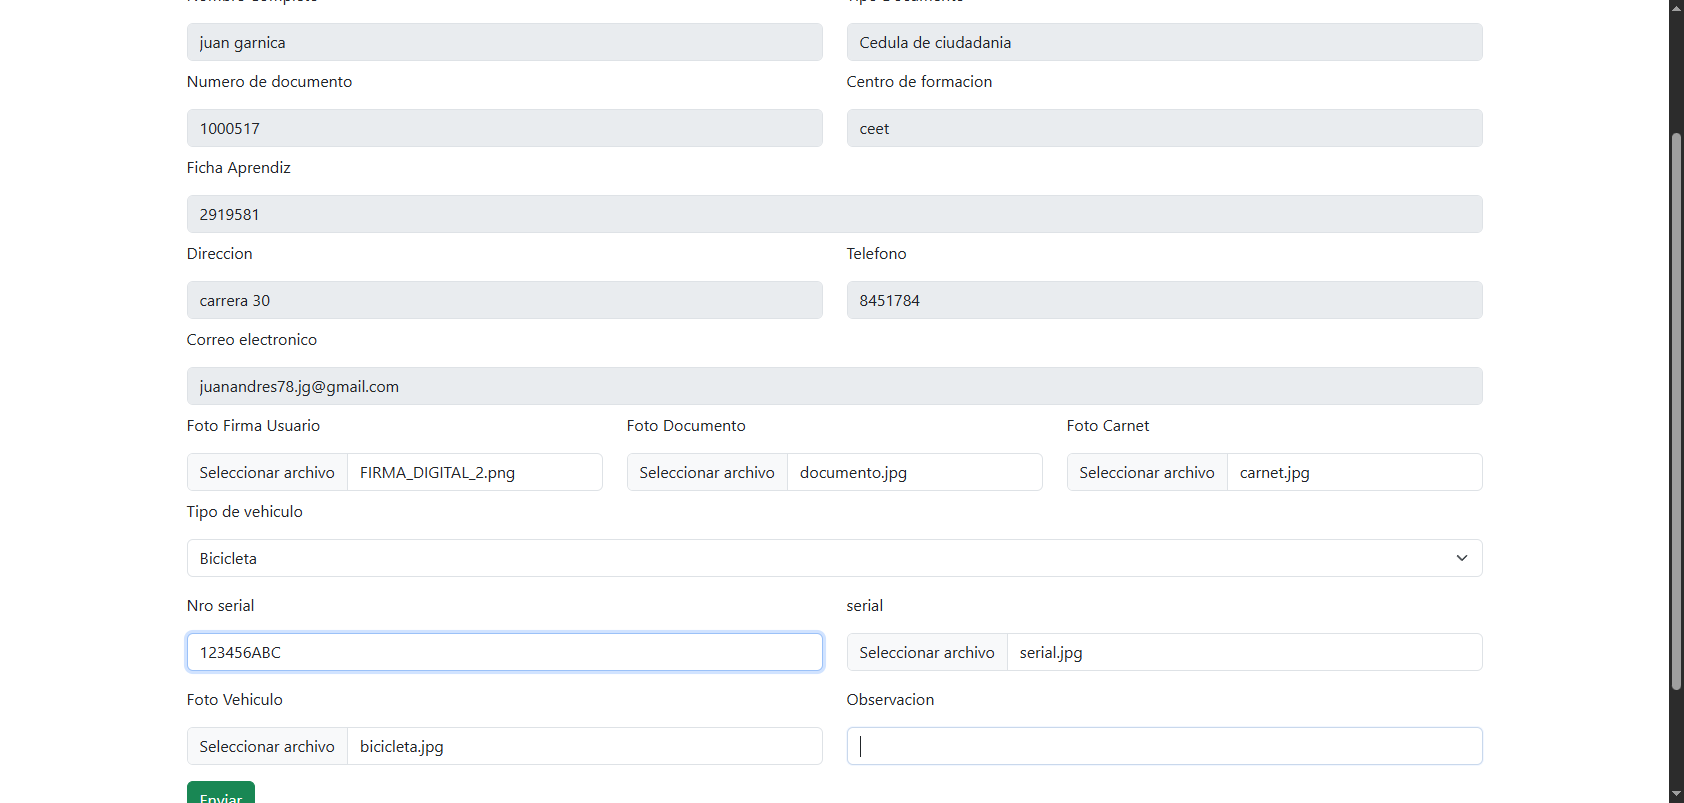 juan garnica
Cedula de ciudadania
Numero de documento
Centro de formacion
1000517
ceet
Ficha Aprendiz
2919581
Direccion
Telefono
carrera 30
8451784
Correo electronico
juanandres78.jg@gmail.com
Foto Firma Usuario
Foto Documento
Foto Carnet
Seleccionar archivo FIRMA_DIGITAL_2.png
Seleccionar archivo documento.jpg
Seleccionar archivo carnet.jpg
Tipo de vehiculo
Bicicleta
Nro serial
serial
123456ABC
Seleccionar archivo serial.jpg
Foto Vehiculo
Observacion
Seleccionar archivo bicicleta.jpg
Enviar